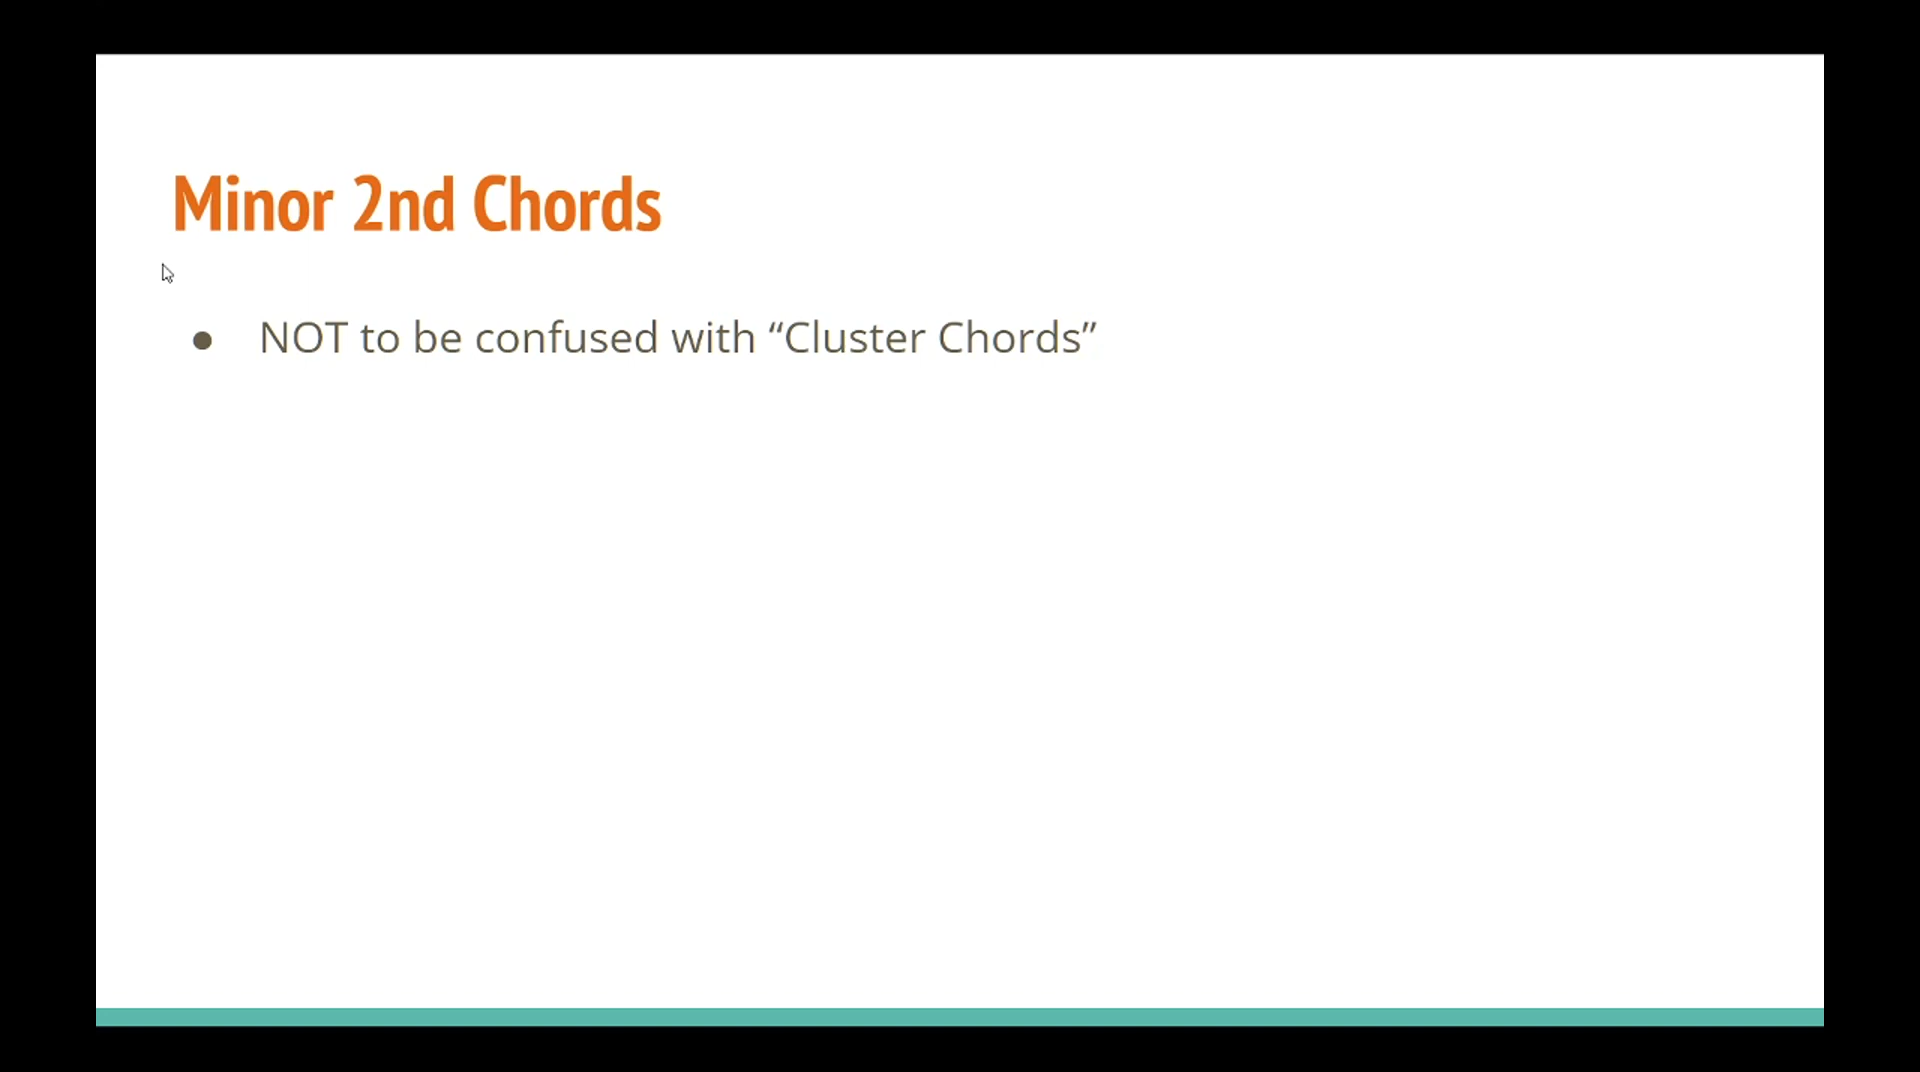 Minor 2nd Chords
● NOT to be confused with “Cluster Chords”